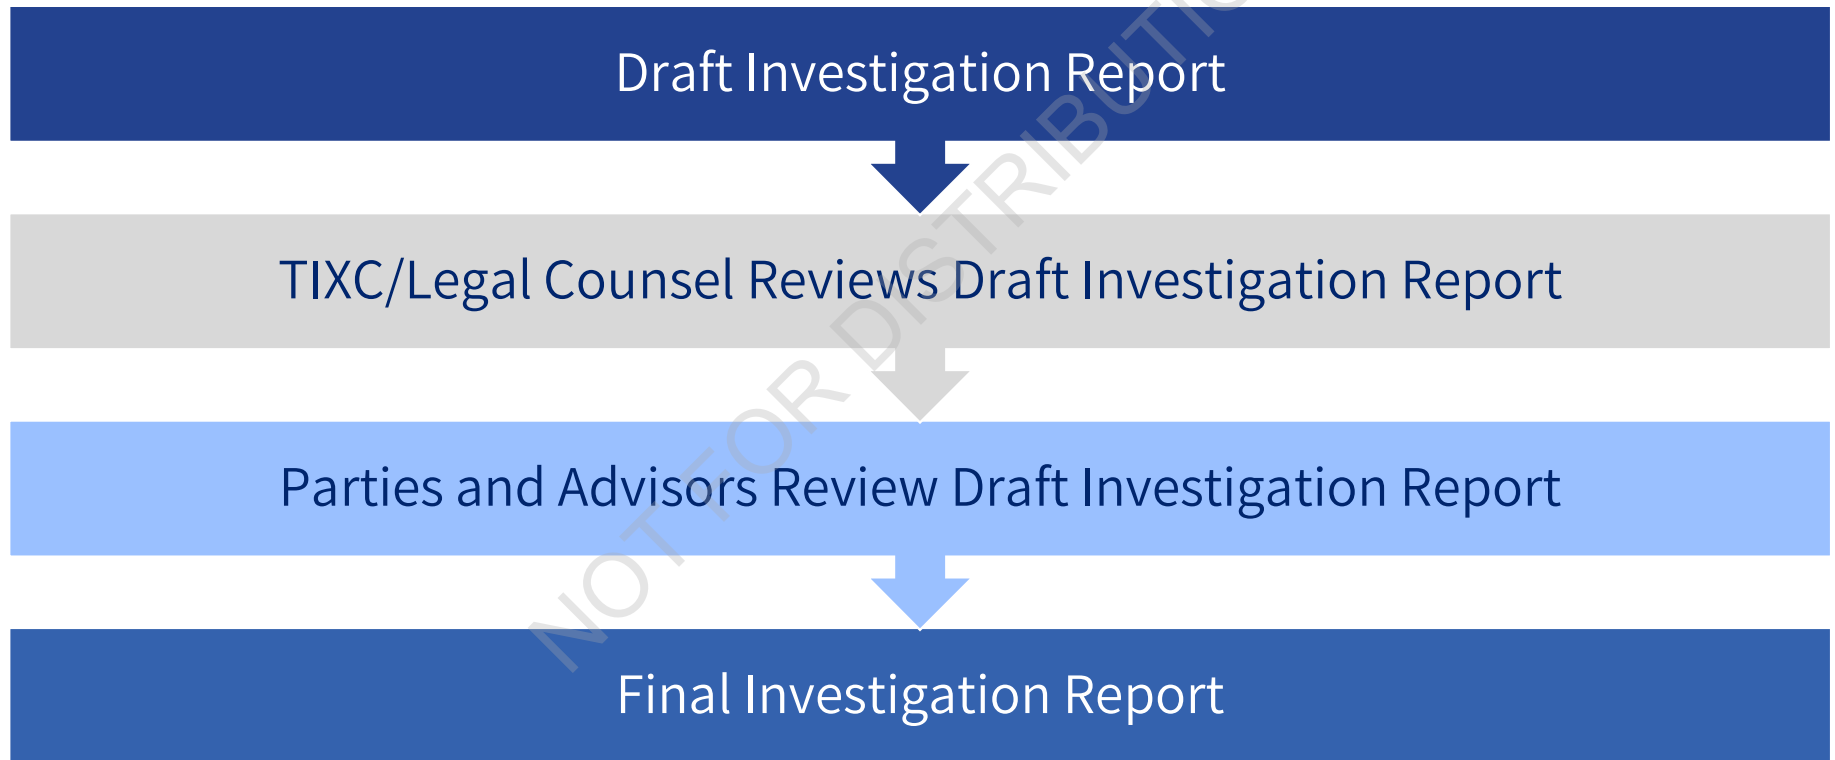 Draft Investigation Report
TIXC/Legal Counsel Reviews Draft Investigation Report
Parties and Advisors Review Draft Investigation Report
Final Investigation Report
NOT FOR